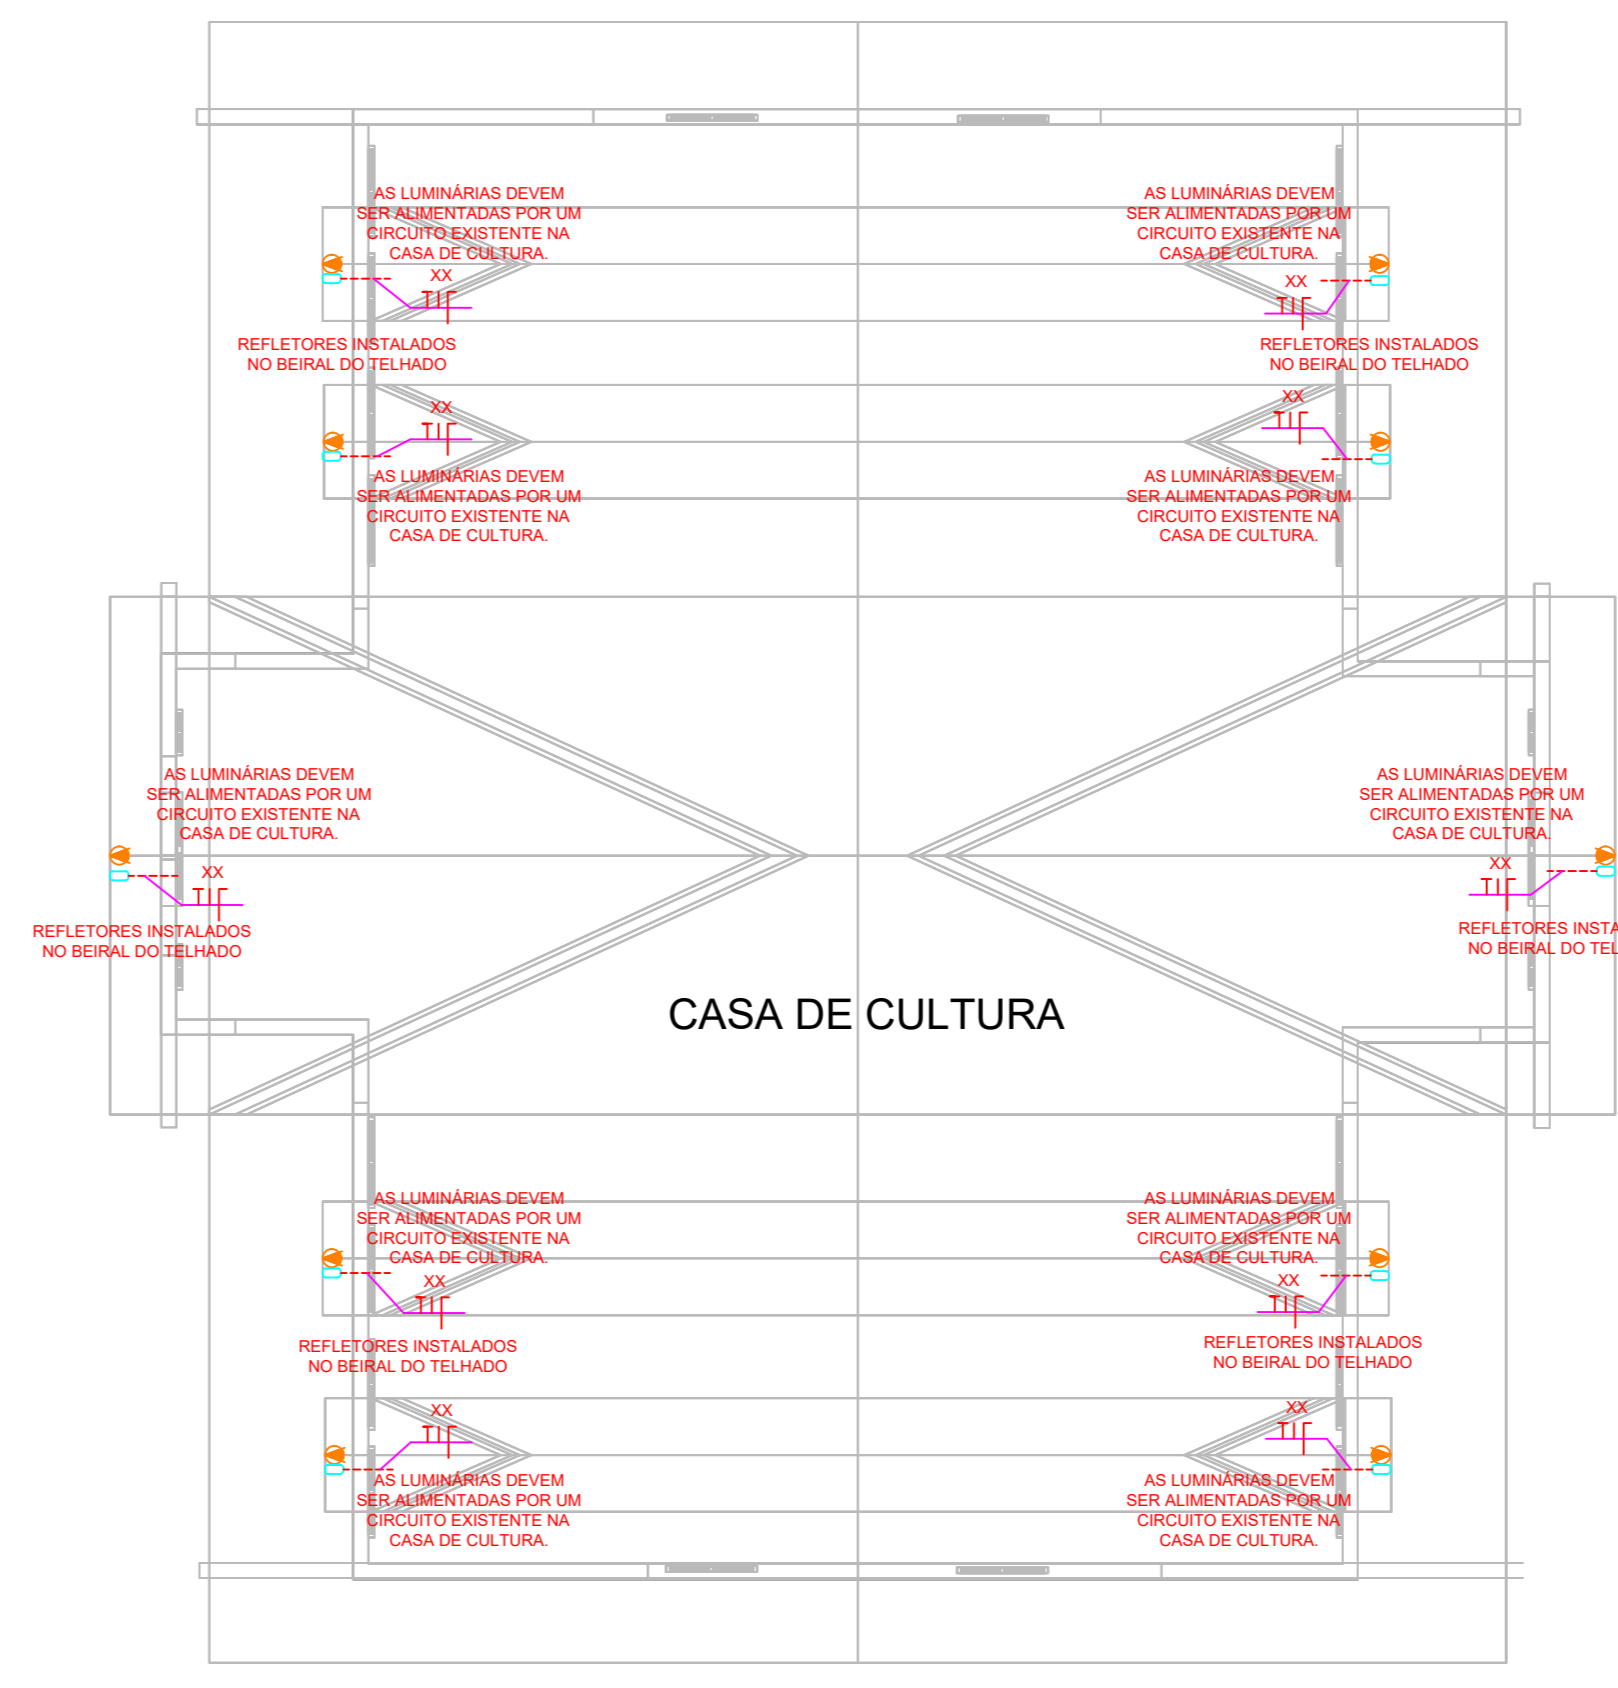 AS LUMINÁRIAS DEVEM
SER ALIMENTADAS POR UM
CIRCUITO EXISTENTE NA
CASA DE CULTURA.
XX
REFLETORES INSTALADOS
NO BEIRAL DO TELHADO
AS LUMINÁRIAS DEVEM
SER ALIMENTADAS POR UM
CIRCUITO EXISTENTE NA
CASA DE CULTURA.
XX
REFLETORES INSTALADOS
NO BEIRAL DO TELHADO
XX
AS LUMINÁRIAS DEVEM
SER ALIMENTADAS POR UM
CIRCUITO EXISTENTE NA
CASA DE CULTURA.
XX
AS LUMINÁRIAS DEVEM
SER ALIMENTADAS POR UM
CIRCUITO EXISTENTE NA
CASA DE CULTURA.
AS LUMINÁRIAS DEVEM
SER ALIMENTADAS POR UM
CIRCUITO EXISTENTE NA
CASA DE CULTURA.
XX
REFLETORES INSTALADOS
NO BEIRAL DO TELHADO
AS LUMINÁRIAS DEVEM
SER ALIMENTADAS POR UM
CIRCUITO EXISTENTE NA
CASA DE CULTURA.
XX
REFLETORES INSTA
NO BEIRAL DO TEL
CASA DE CULTURA
AS LUMINÁRIAS DEVEM
SER ALIMENTADAS POR UM
CIRCUITO EXISTENTE NA
CASA DE CULTURA.
XX
REFLETORES INSTALADOS
NO BEIRAL DO TELHADO
AS LUMINÁRIAS DEVEM
SER ALIMENTADAS POR UM
CIRCUITO EXISTENTE NA
CASA DE CULTURA.
XX
REFLETORES INSTALADOS
NO BEIRAL DO TELHADO
XX
AS LUMINÁRIAS DEVEM
SER ALIMENTADAS POR UM
CIRCUITO EXISTENTE NA
CASA DE CULTURA.
XX
AS LUMINÁRIAS DEVEM
SER ALIMENTADAS POR UM
CIRCUITO EXISTENTE NA
CASA DE CULTURA.